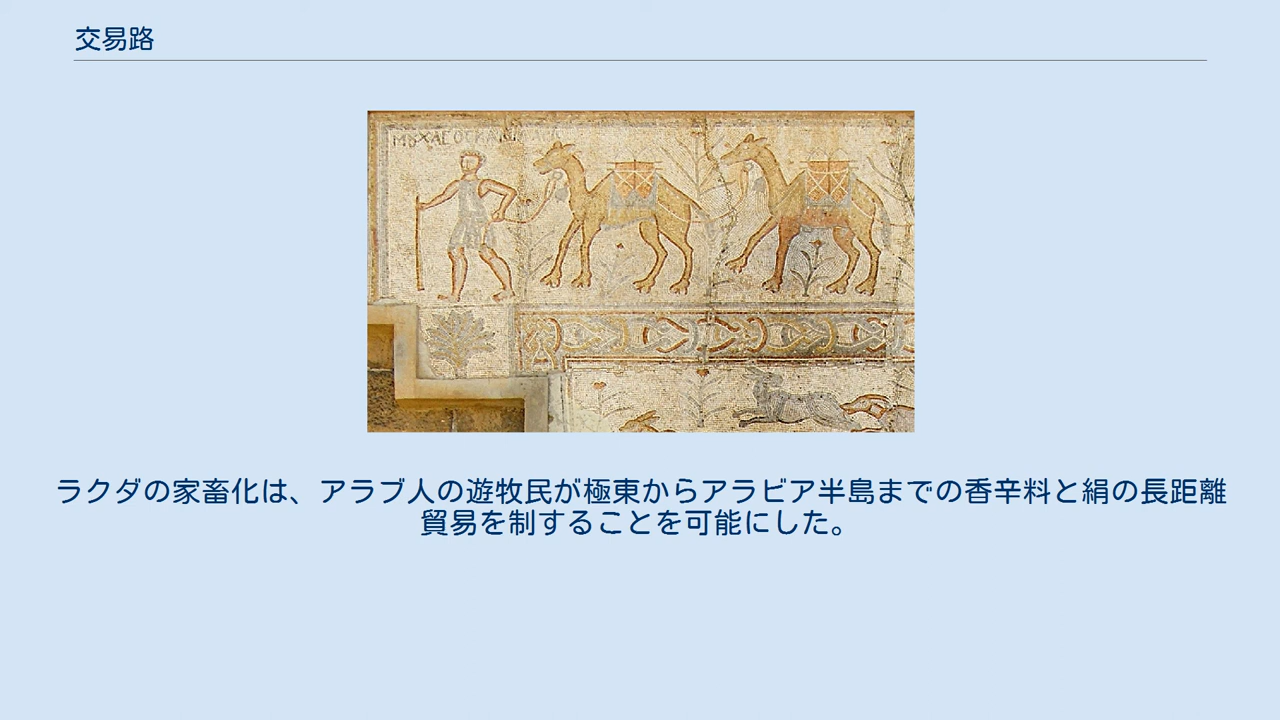 交易路
ラクダの家畜化は、アラブ人の遊牧民が極東からアラビア半島までの香辛料と絹の長距離
貿易を制することを可能にした。